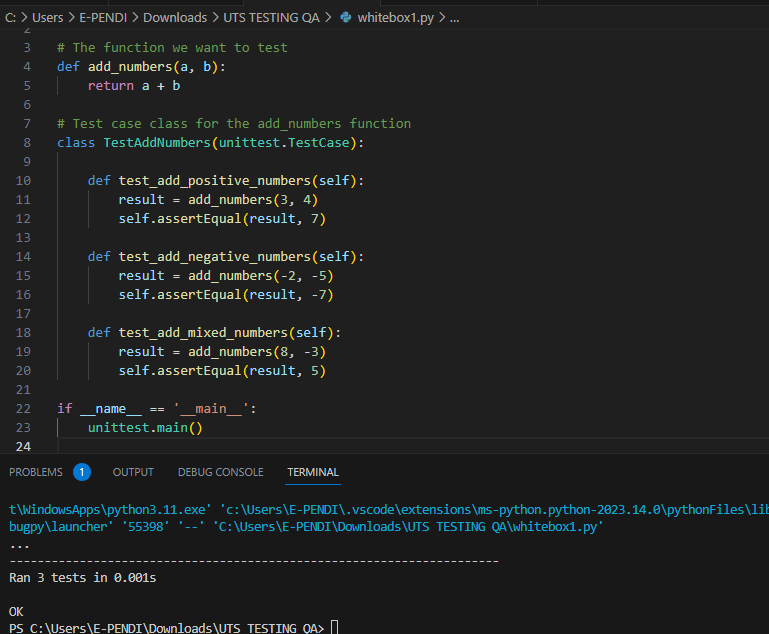 C: > Users > E-PENDI > Downloads > UTS TESTING QA > whitebox1.py > ...
2
3 # The function we want to test
4 def add_numbers(a, b):
5     return a + b
6
7 # Test case class for the add_numbers function
8 class TestAddNumbers(unittest.TestCase):
9
10     def test_add_positive_numbers(self):
11         result = add_numbers(3, 4)
12         self.assertEqual(result, 7)
13
14     def test_add_negative_numbers(self):
15         result = add_numbers(-2, -5)
16         self.assertEqual(result, -7)
17
18     def test_add_mixed_numbers(self):
19         result = add_numbers(8, -3)
20         self.assertEqual(result, 5)
21
22 if __name__ == '__main__':
23     unittest.main()
24
PROBLEMS 1 OUTPUT DEBUG CONSOLE TERMINAL
t\WindowsApps\python3.11.exe' 'c:\Users\E-PENDI\.vscode\extensions\ms-python.python-2023.14.0\pythonFiles\lib
bugpy\launcher' '55398' '--' 'C:\Users\E-PENDI\Downloads\UTS TESTING QA\whitebox1.py'
...
----------------------------------------------------------------------
Ran 3 tests in 0.001s
OK
PS C:\Users\E-PENDI\Downloads\UTS TESTING QA>